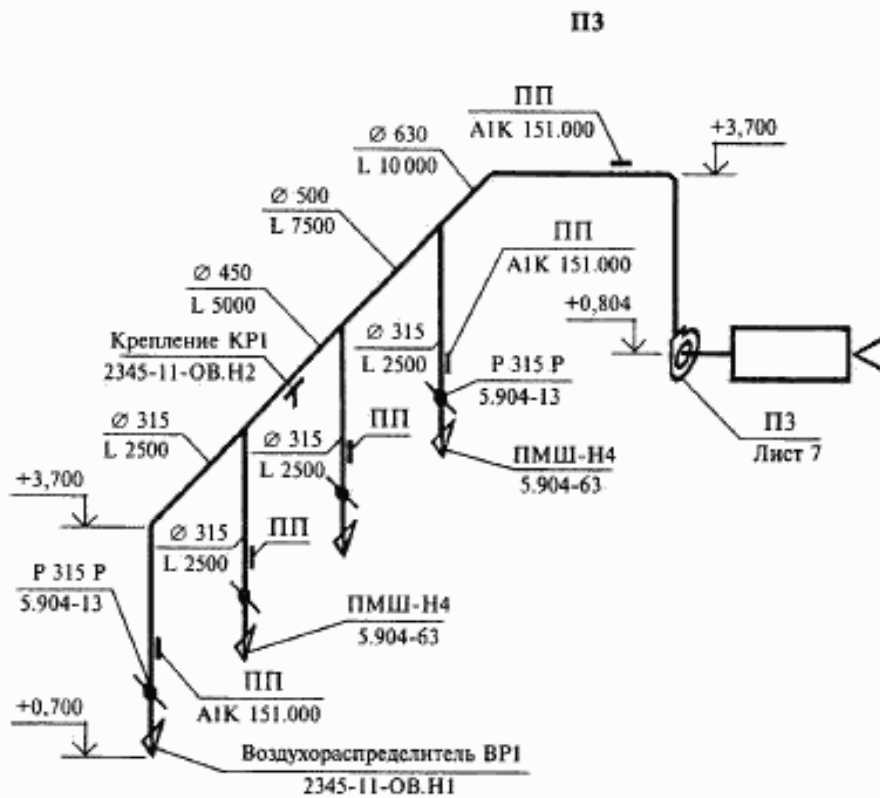 П3
ПП
А1К 151.000
+3,700
∅ 630
L 10 000
∅ 500
L 7500
ПП
А1К 151.000
∅ 450
L 5000
+0,804
Крепление КР1
2345-11-ОВ.Н2
∅ 315
L 2500
Р 315 Р
5.904-13
∅ 315
L 2500
∅ 315
L 2500
ПП
ПМШ-Н4
5.904-63
П3
Лист 7
+3,700
∅ 315
L 2500
ПП
Р 315 Р
5.904-13
ПМШ-Н4
5.904-63
ПП
А1К 151.000
+0,700
Воздухораспределитель ВР1
2345-11-ОВ.Н1